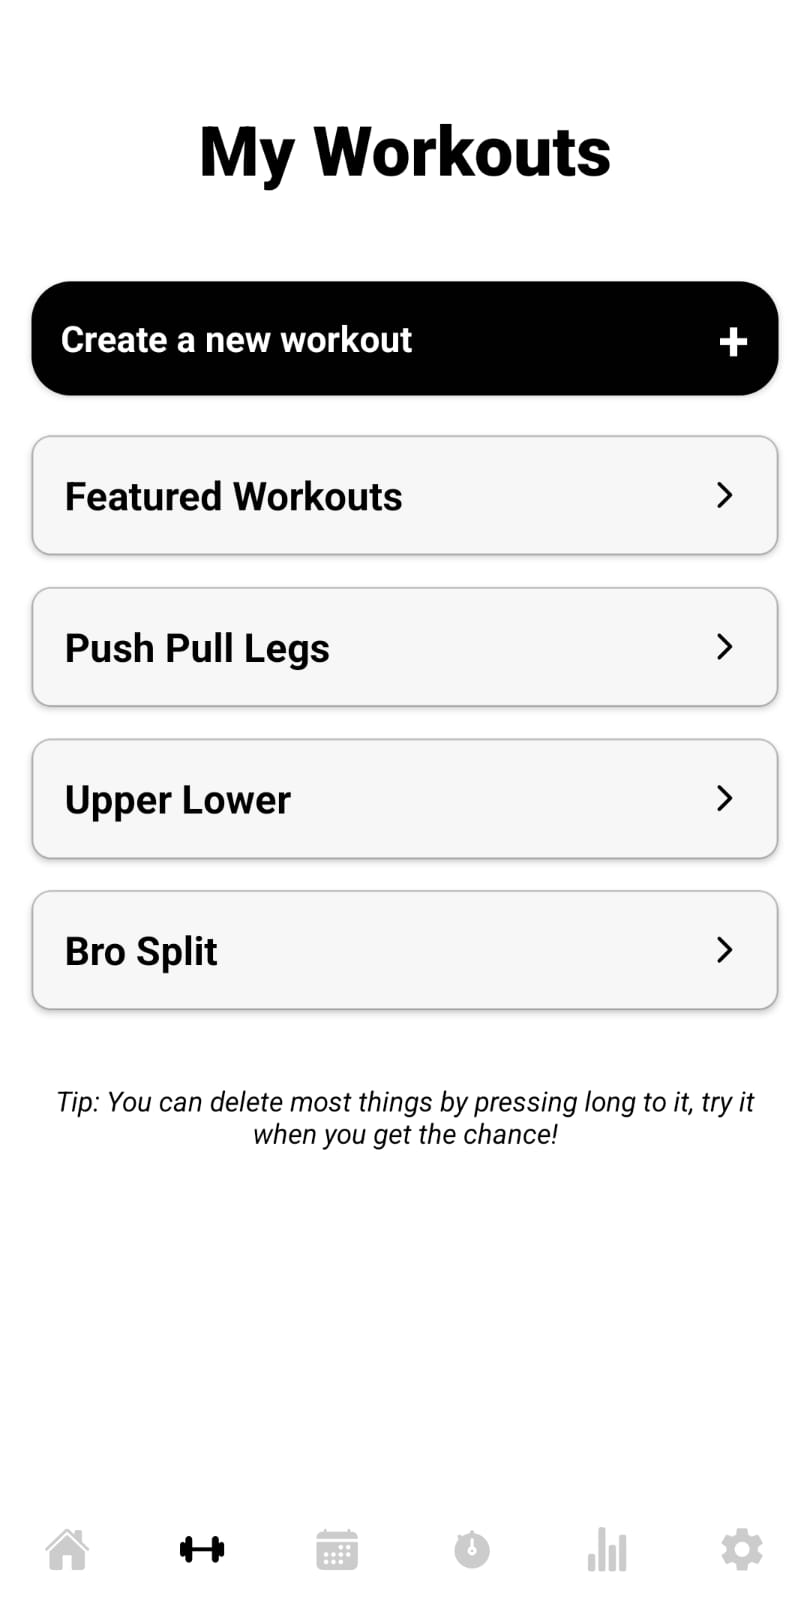 My Workouts
Create a new workout
Featured Workouts
Push Pull Legs
Upper Lower
Bro Split
Tip: You can delete most things by pressing long to it, try it
when you get the chance!